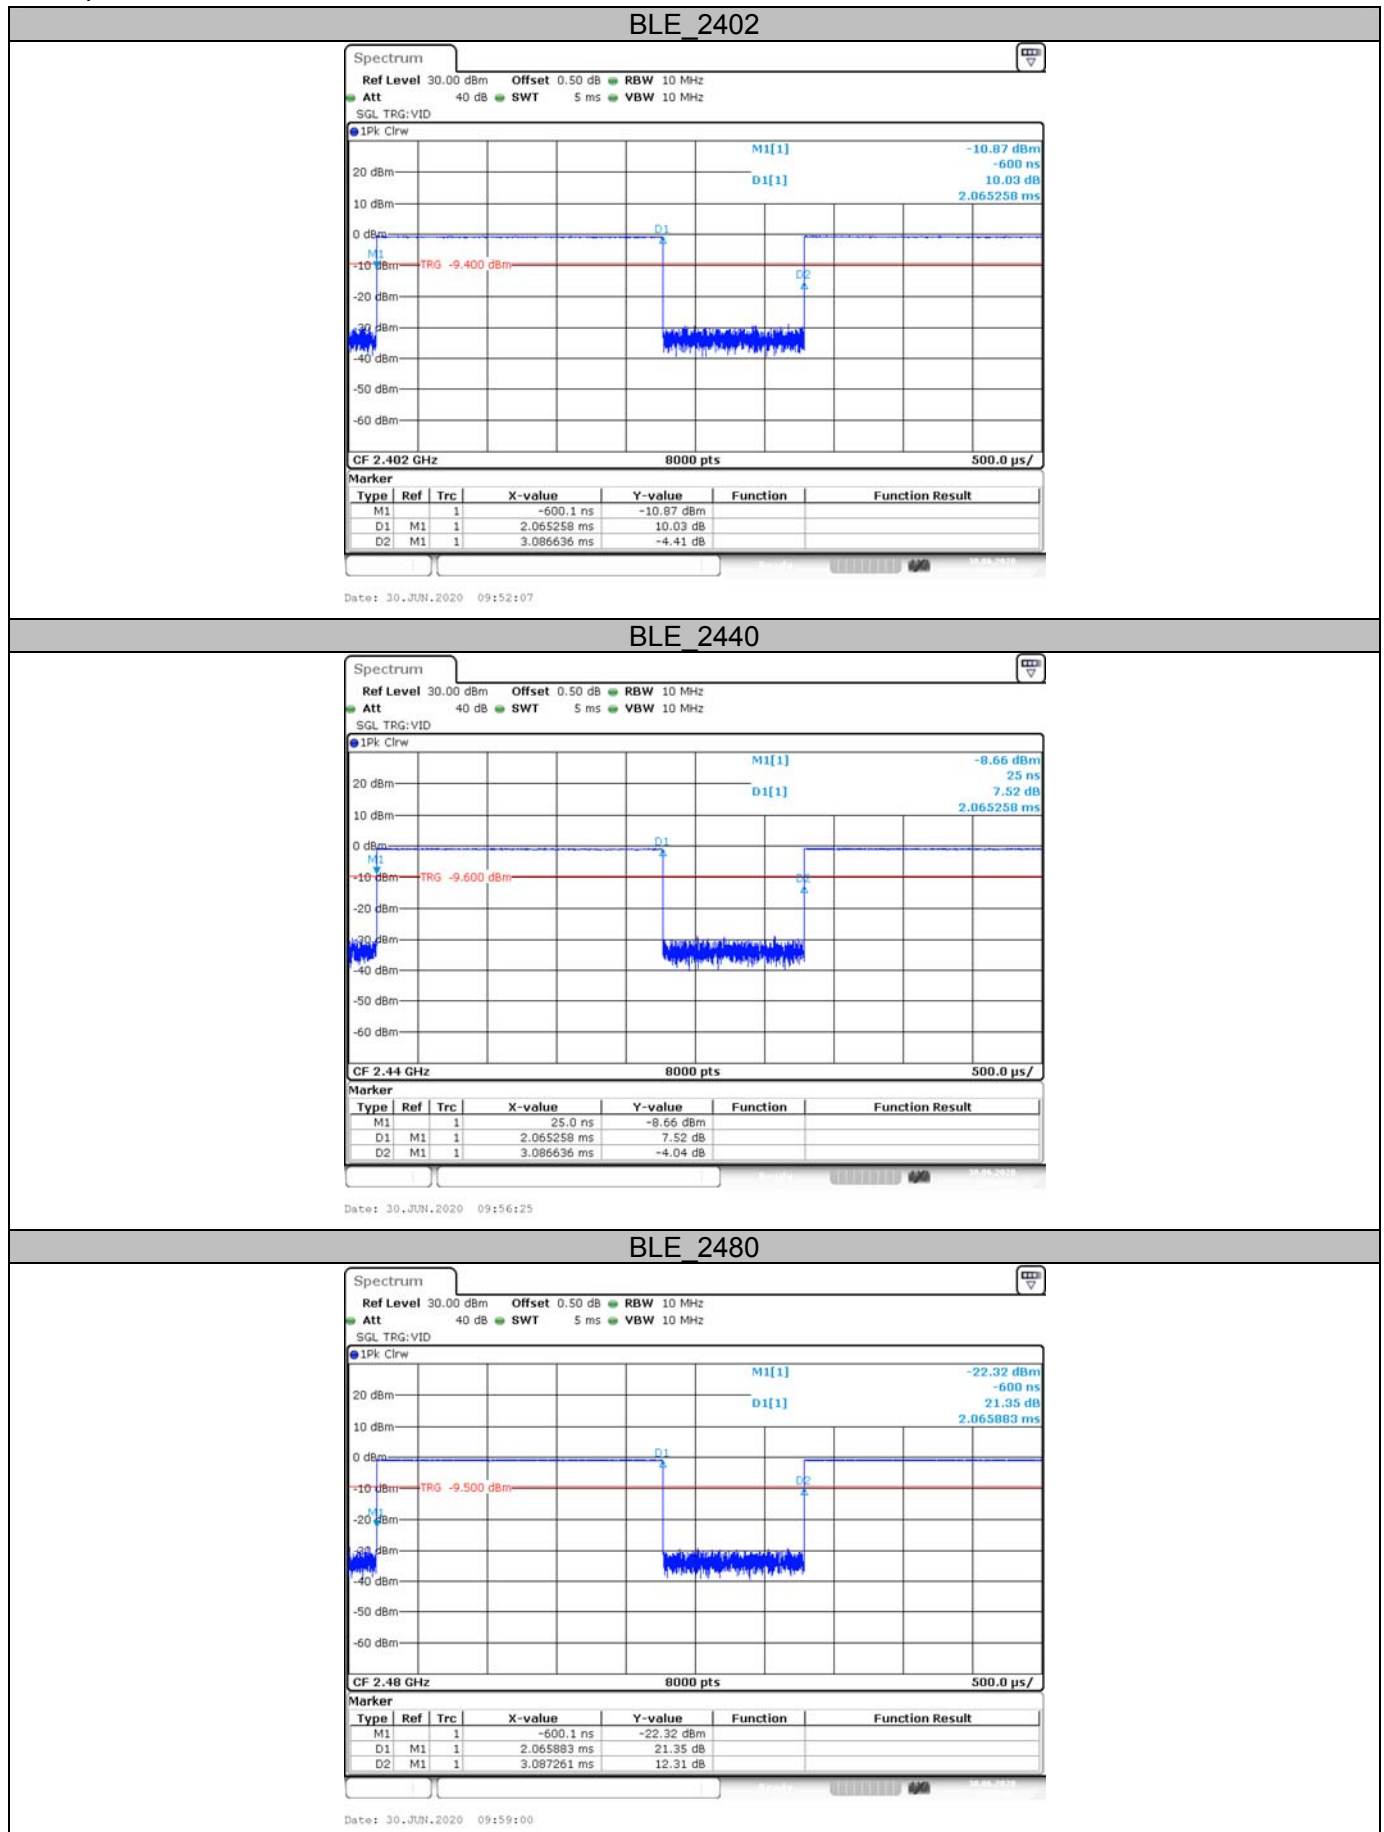 BLE_2402
Spectrum
Ref Level 30.00 dBm Offset 0.50 dB RBW 10 MHz
Att 40 dB SWT 5 ms VBW 10 MHz
SGL TRG:VID
1Pk Clrw
M1[1] -10.87 dBm
-600 ns
20 dBm
D1[1] 10.03 dB
2.065258 ms
10 dBm
D1
0 dBm
M1
-10 dBm TRG -9.400 dBm
D2
-20 dBm
-30 dBm
-40 dBm
-50 dBm
-60 dBm
CF 2.402 GHz 8000 pts 500.0 µs/
Marker
Type Ref Trc X-value Y-value Function Function Result
M1 1 -600.1 ns -10.87 dBm
D1 M1 1 2.065258 ms 10.03 dB
D2 M1 1 3.086636 ms -4.41 dB
Date: 30.JUN.2020 09:52:07
BLE_2440
Spectrum
Ref Level 30.00 dBm Offset 0.50 dB RBW 10 MHz
Att 40 dB SWT 5 ms VBW 10 MHz
SGL TRG:VID
1Pk Clrw
M1[1] -8.66 dBm
25 ns
20 dBm
D1[1] 7.52 dB
2.065258 ms
10 dBm
D1
0 dBm
M1
-10 dBm TRG -9.600 dBm
D2
-20 dBm
-30 dBm
-40 dBm
-50 dBm
-60 dBm
CF 2.44 GHz 8000 pts 500.0 µs/
Marker
Type Ref Trc X-value Y-value Function Function Result
M1 1 25.0 ns -8.66 dBm
D1 M1 1 2.065258 ms 7.52 dB
D2 M1 1 3.086636 ms -4.04 dB
Date: 30.JUN.2020 09:56:25
BLE_2480
Spectrum
Ref Level 30.00 dBm Offset 0.50 dB RBW 10 MHz
Att 40 dB SWT 5 ms VBW 10 MHz
SGL TRG:VID
1Pk Clrw
M1[1] -22.32 dBm
-600 ns
20 dBm
D1[1] 21.35 dB
2.065883 ms
10 dBm
D1
0 dBm
D2
-10 dBm TRG -9.500 dBm
M1
-20 dBm
-30 dBm
-40 dBm
-50 dBm
-60 dBm
CF 2.48 GHz 8000 pts 500.0 µs/
Marker
Type Ref Trc X-value Y-value Function Function Result
M1 1 -600.1 ns -22.32 dBm
D1 M1 1 2.065883 ms 21.35 dB
D2 M1 1 3.087261 ms 12.31 dB
Date: 30.JUN.2020 09:59:00